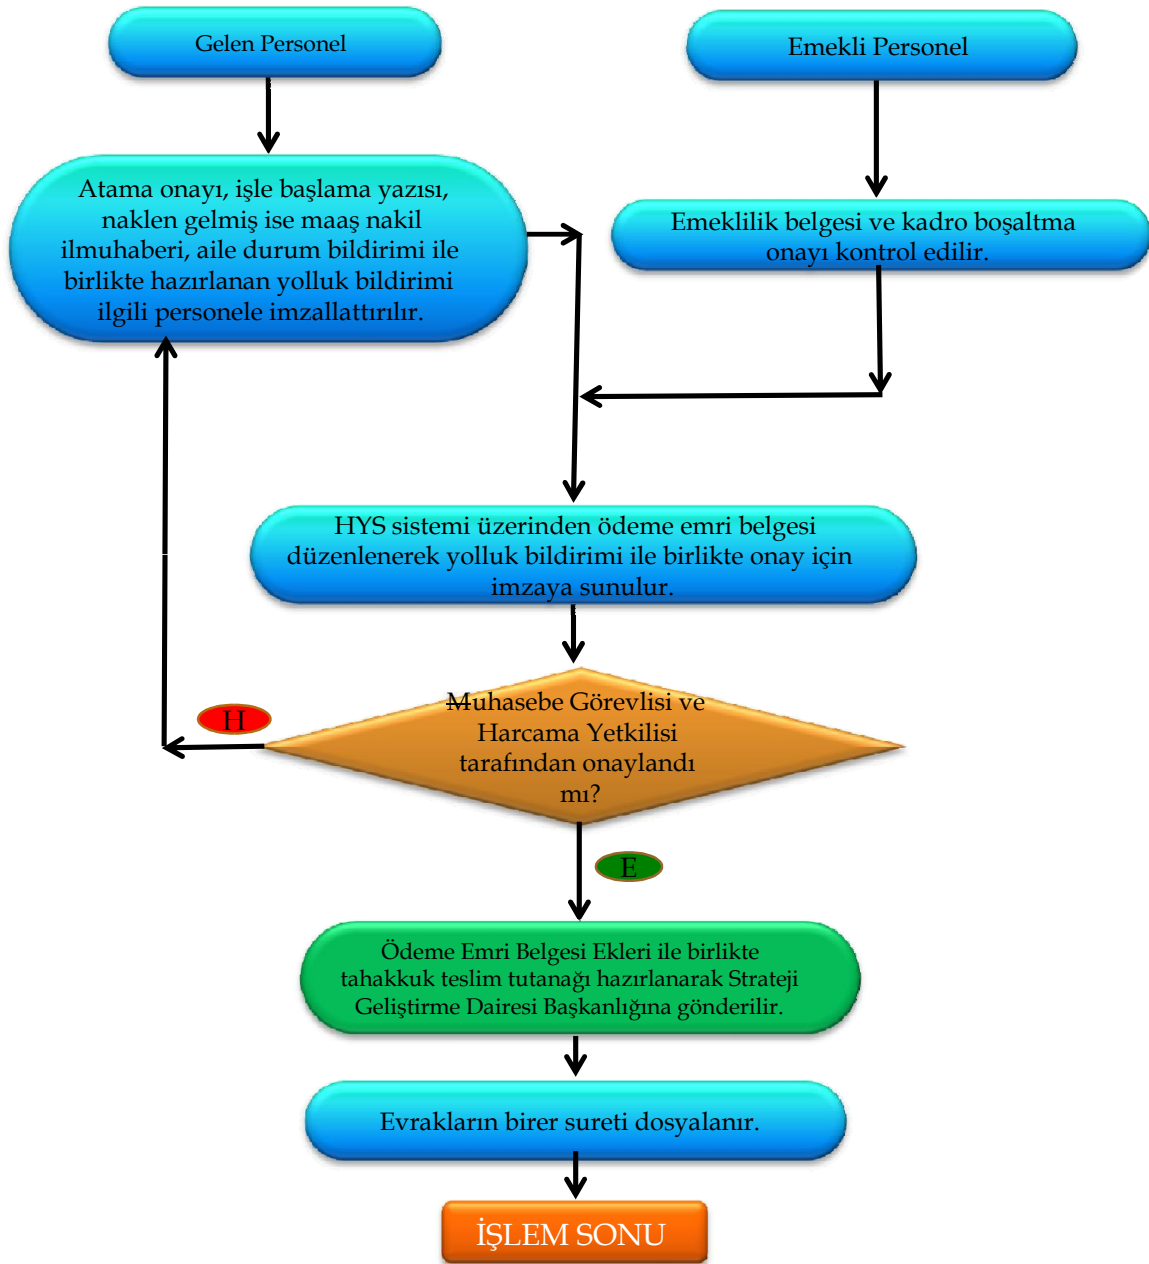 Gelen Personel
Emekli Personel
Atama onayı, işle başlama yazısı,
naklen gelmiş ise maaş nakil
ilmuhaberi, aile durum bildirimi ile
birlikte hazırlanan yolluk bildirimi
ilgili personele imzallattırılır.
Emeklilik belgesi ve kadro boşaltma
onayı kontrol edilir.
HYS sistemi üzerinden ödeme emri belgesi
düzenlenerek yolluk bildirimi ile birlikte onay için
imzaya sunulur.
Muhasebe Görevlisi ve
Harcama Yetkilisi
tarafından onaylandı
mı?
H
E
Ödeme Emri Belgesi Ekleri ile birlikte
tahakkuk teslim tutanağı hazırlanarak Strateji
Geliştirme Dairesi Başkanlığına gönderilir.
Evrakların birer sureti dosyalanır.
İŞLEM SONU